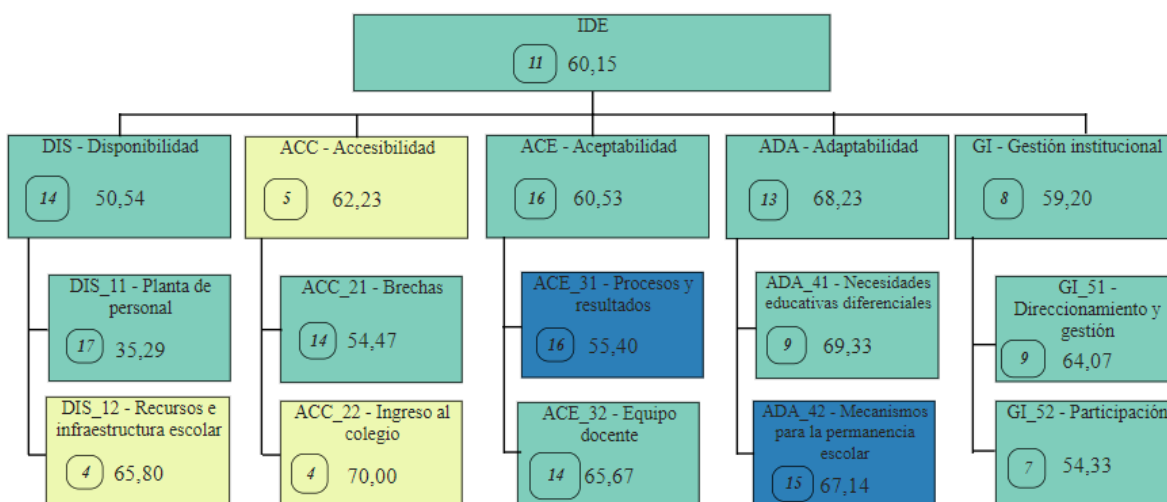 IDE
11 60,15
DIS - Disponibilidad
14 50,54
ACC - Accesibilidad
5 62,23
ACE - Aceptabilidad
16 60,53
ADA - Adaptabilidad
13 68,23
GI - Gestión institucional
8 59,20
DIS_11 - Planta de
personal
17 35,29
ACC_21 - Brechas
14 54,47
ACE_31 - Procesos y
resultados
16 55,40
ADA_41 - Necesidades
educativas diferenciales
9 69,33
GI_51 -
Direccionamiento y
gestión
9 64,07
DIS_12 - Recursos e
infraestructura escolar
4 65,80
ACC_22 - Ingreso al
colegio
4 70,00
ACE_32 - Equipo
docente
14 65,67
ADA_42 - Mecanismos
para la permanencia
escolar
15 67,14
GI_52 - Participación
7 54,33